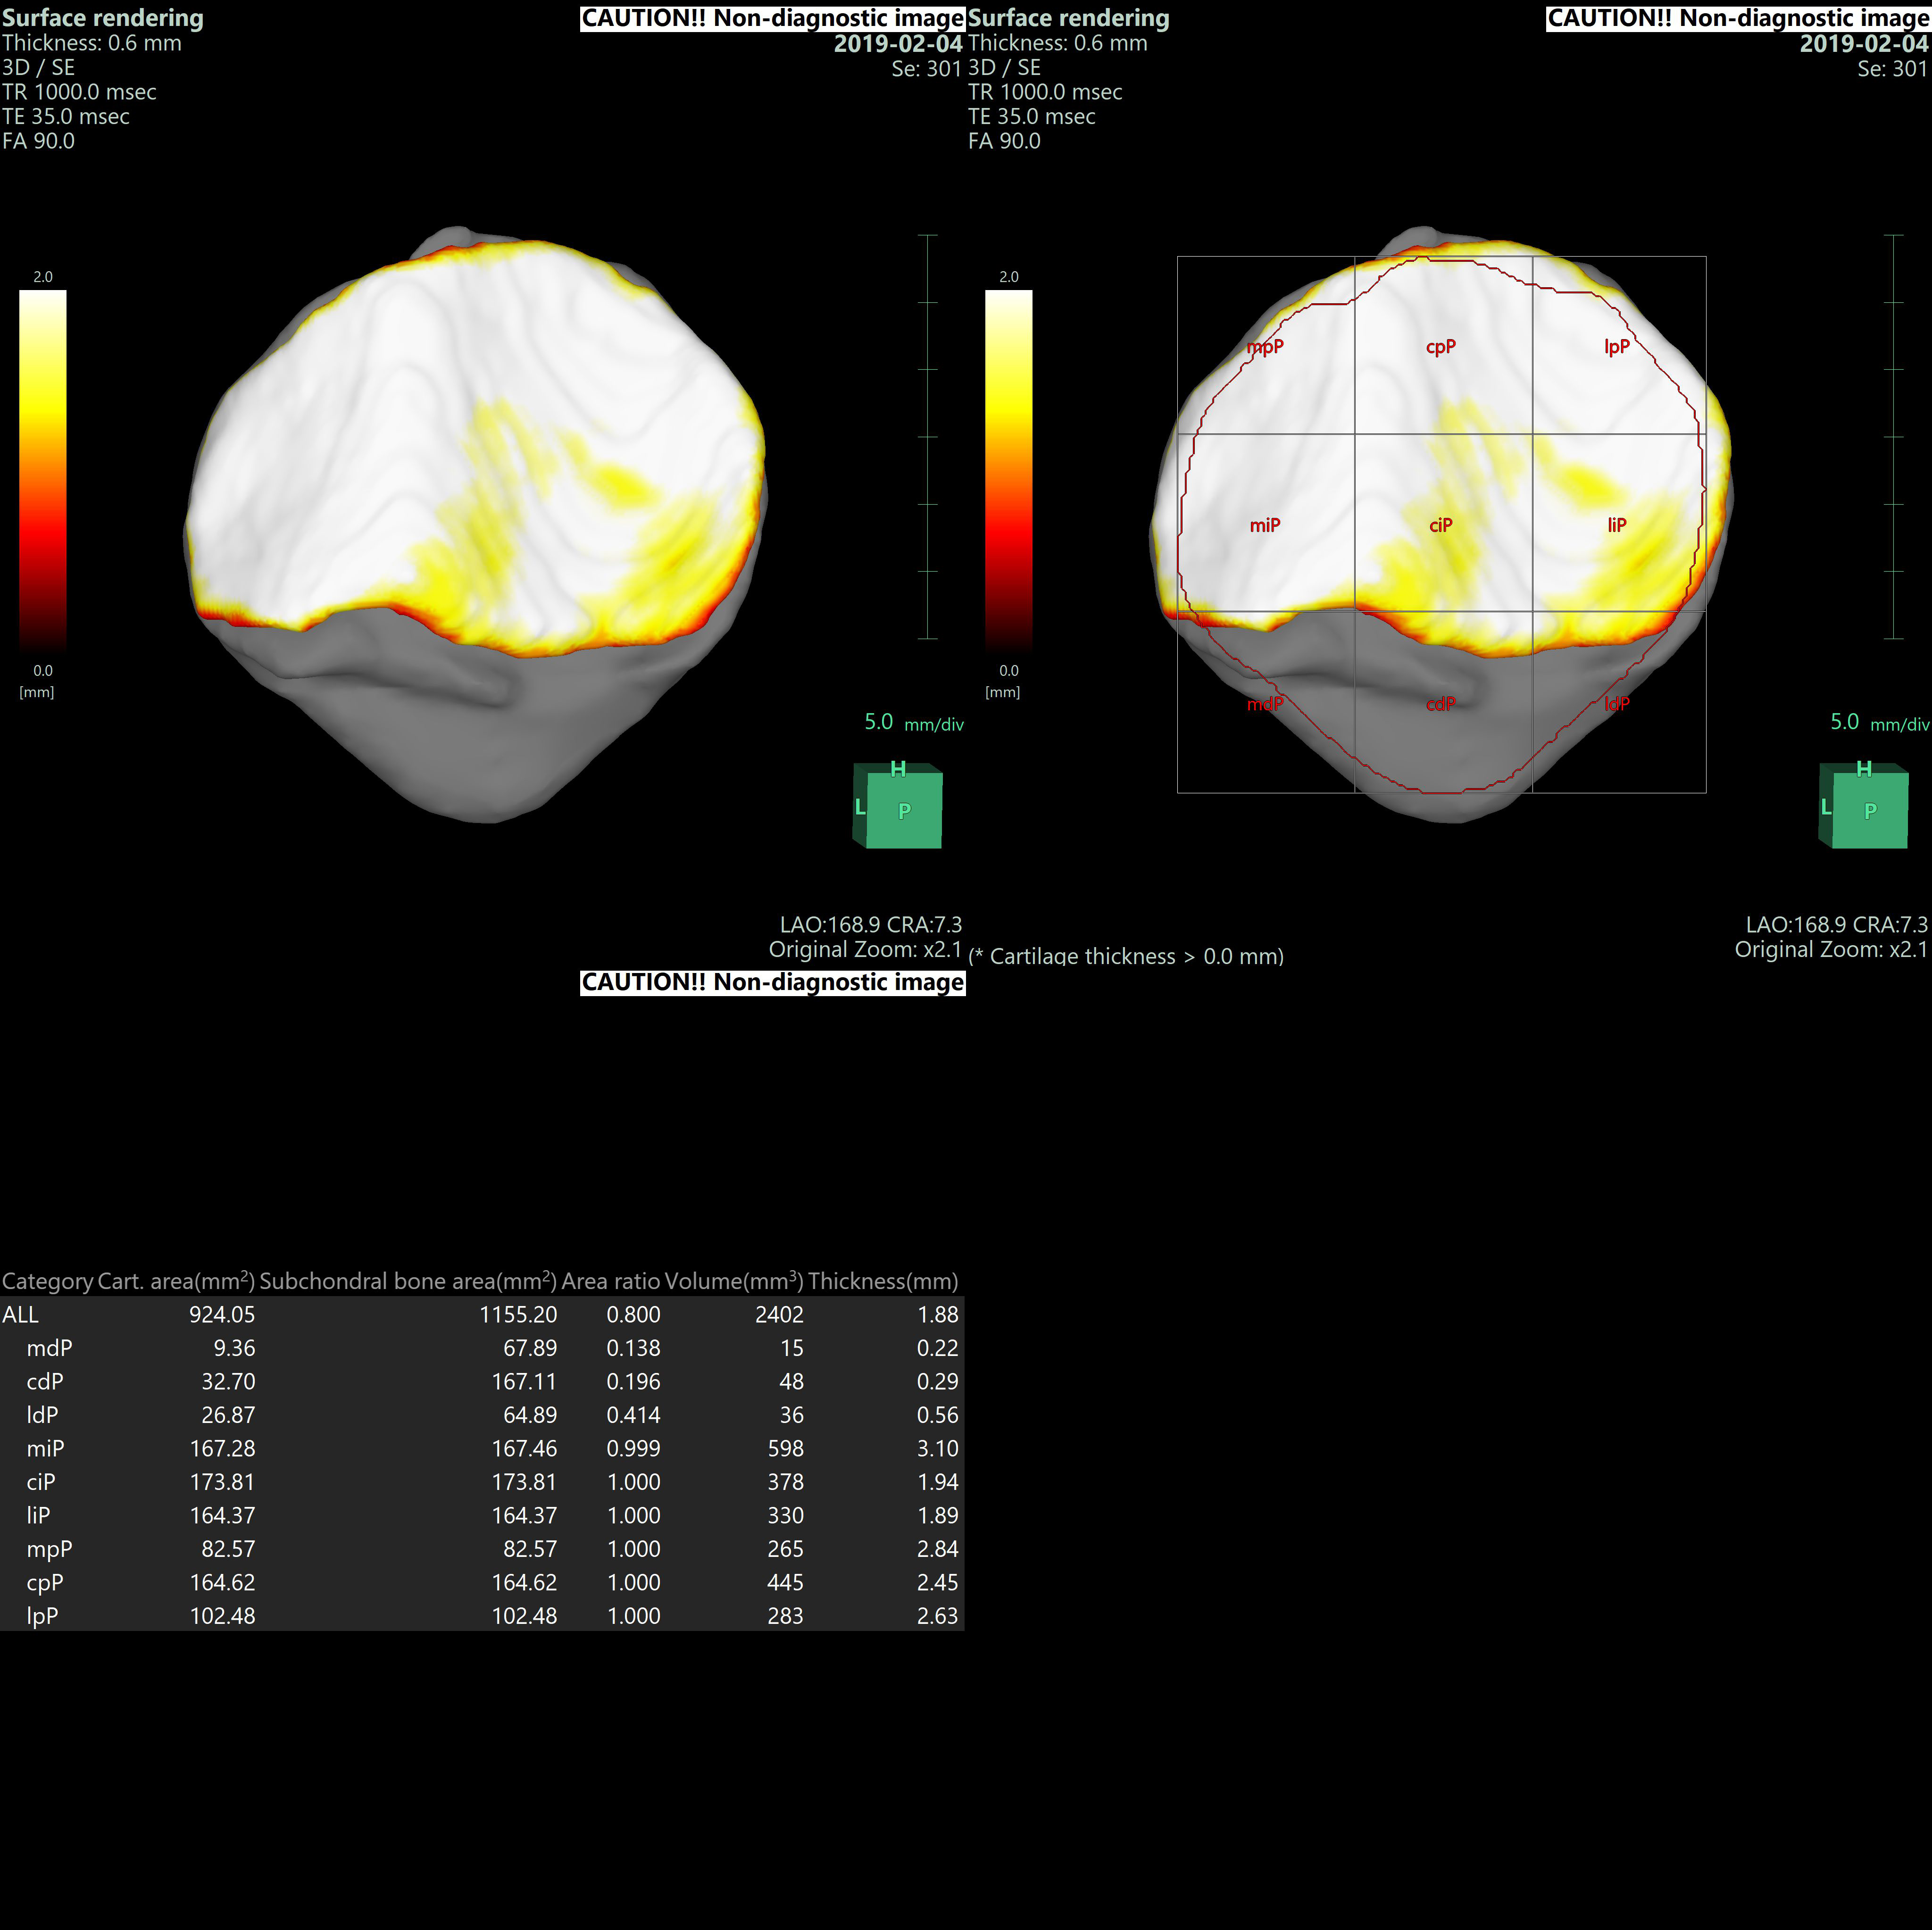 Surface rendering
CAUTION!! Non-diagnostic image
Thickness: 0.6 mm
2019-02-04
3D / SE
Se: 301
TR 1000.0 msec
TE 35.0 msec
FA 90.0
2.0
0.0
[mm]
5.0 mm/div
H
L
P
LAO:168.9 CRA:7.3
Original Zoom: x2.1
Surface rendering
CAUTION!! Non-diagnostic image
Thickness: 0.6 mm
2019-02-04
3D / SE
Se: 301
TR 1000.0 msec
TE 35.0 msec
FA 90.0
2.0
mpP cpP lpP
miP ciP liP
mdP cdP ldP
0.0
[mm]
5.0 mm/div
H
L
P
LAO:168.9 CRA:7.3
Original Zoom: x2.1
(* Cartilage thickness > 0.0 mm)
CAUTION!! Non-diagnostic image
Category Cart. area(mm²) Subchondral bone area(mm²) Area ratio Volume(mm³) Thickness(mm)
ALL 924.05 1155.20 0.800 2402 1.88
mdP 9.36 67.89 0.138 15 0.22
cdP 32.70 167.11 0.196 48 0.29
ldP 26.87 64.89 0.414 36 0.56
miP 167.28 167.46 0.999 598 3.10
ciP 173.81 173.81 1.000 378 1.94
liP 164.37 164.37 1.000 330 1.89
mpP 82.57 82.57 1.000 265 2.84
cpP 164.62 164.62 1.000 445 2.45
lpP 102.48 102.48 1.000 283 2.63